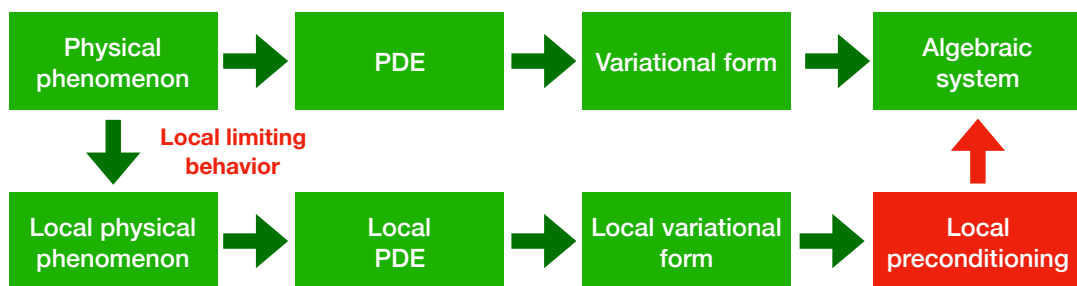 Physical
phenomenon
PDE
Variational form
Algebraic
system
Local limiting
behavior
Local physical
phenomenon
Local
PDE
Local variational
form
Local
preconditioning